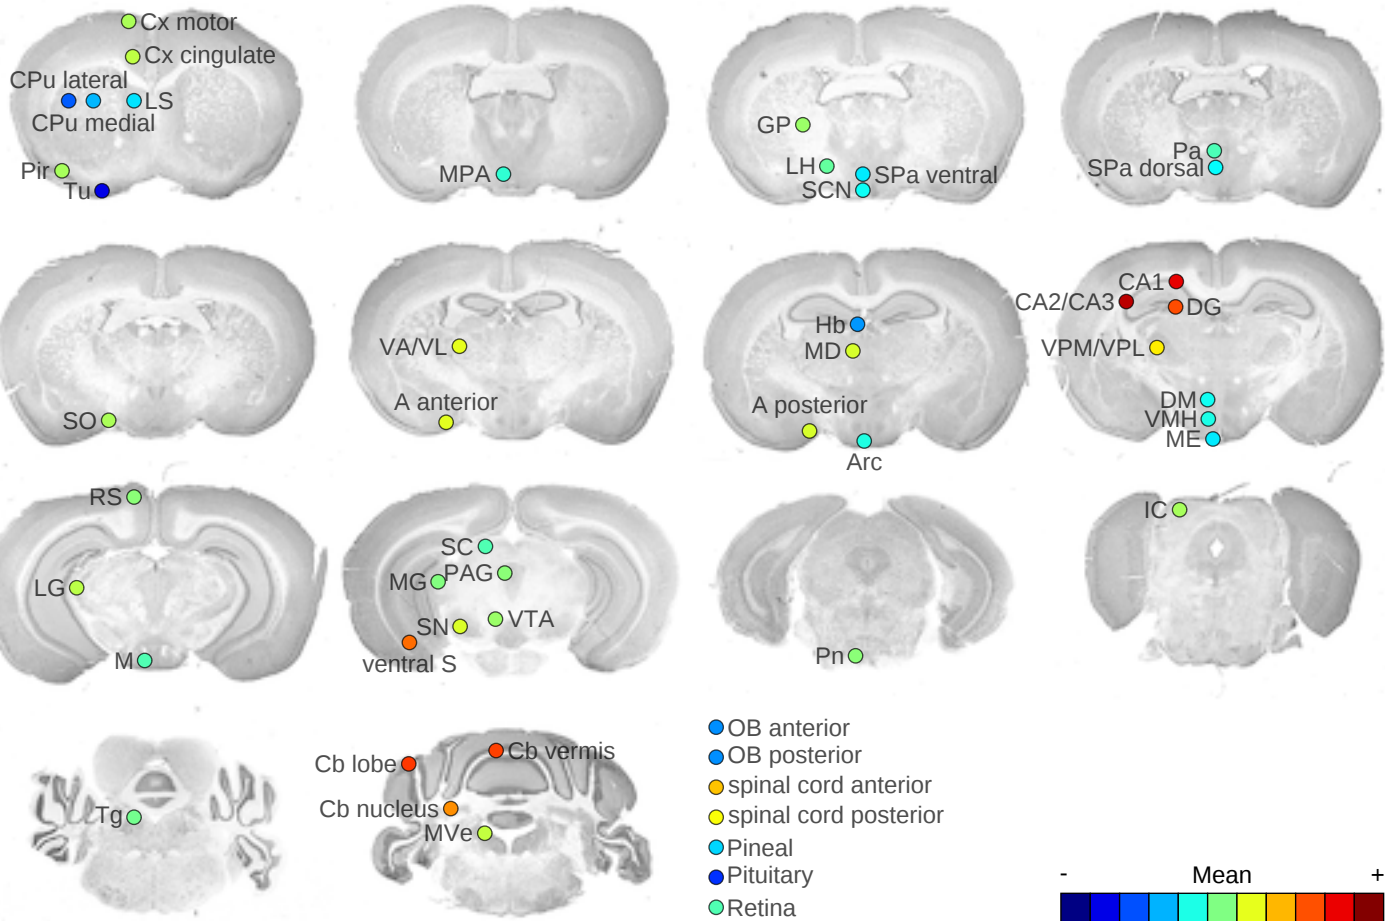 Cx motor
Cx cingulate
CPu lateral
LS
CPu medial
Pir
Tu
MPA
GP
LH
SPa ventral
SCN
Pa
SPa dorsal
SO
VA/VL
A anterior
Hb
MD
A posterior
Arc
CA1
CA2/CA3
DG
VPM/VPL
DM
VMH
ME
RS
LG
M
SC
PAG
MG
VTA
SN
ventral S
Pn
IC
Tg
Cb vermis
Cb lobe
Cb nucleus
MVe
OB anterior
OB posterior
spinal cord anterior
spinal cord posterior
Pineal
Pituitary
Retina
- Mean +